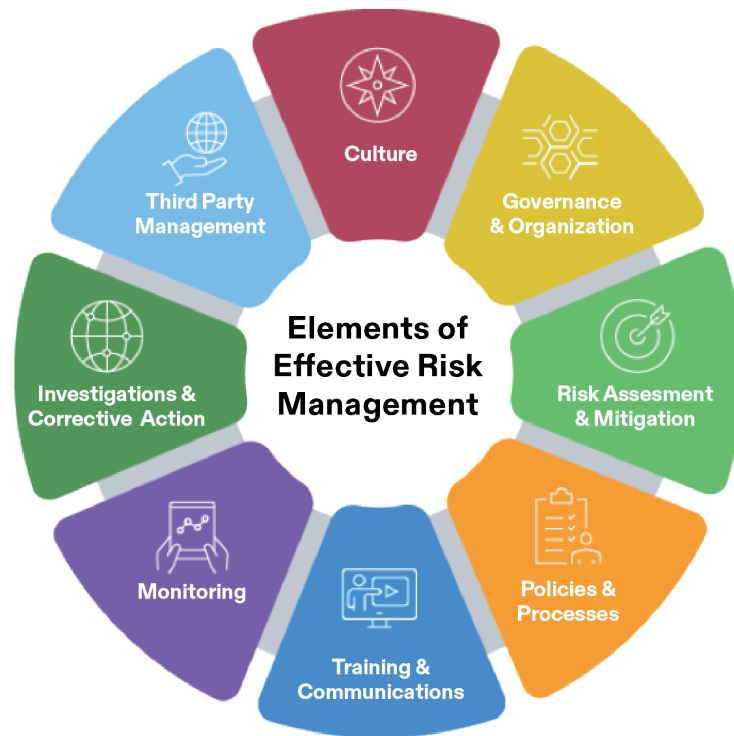 Elements of
Effective Risk
Management
Culture
Governance
& Organization
Risk Assesment
& Mitigation
Policies &
Processes
Training &
Communications
Monitoring
Investigations &
Corrective Action
Third Party
Management